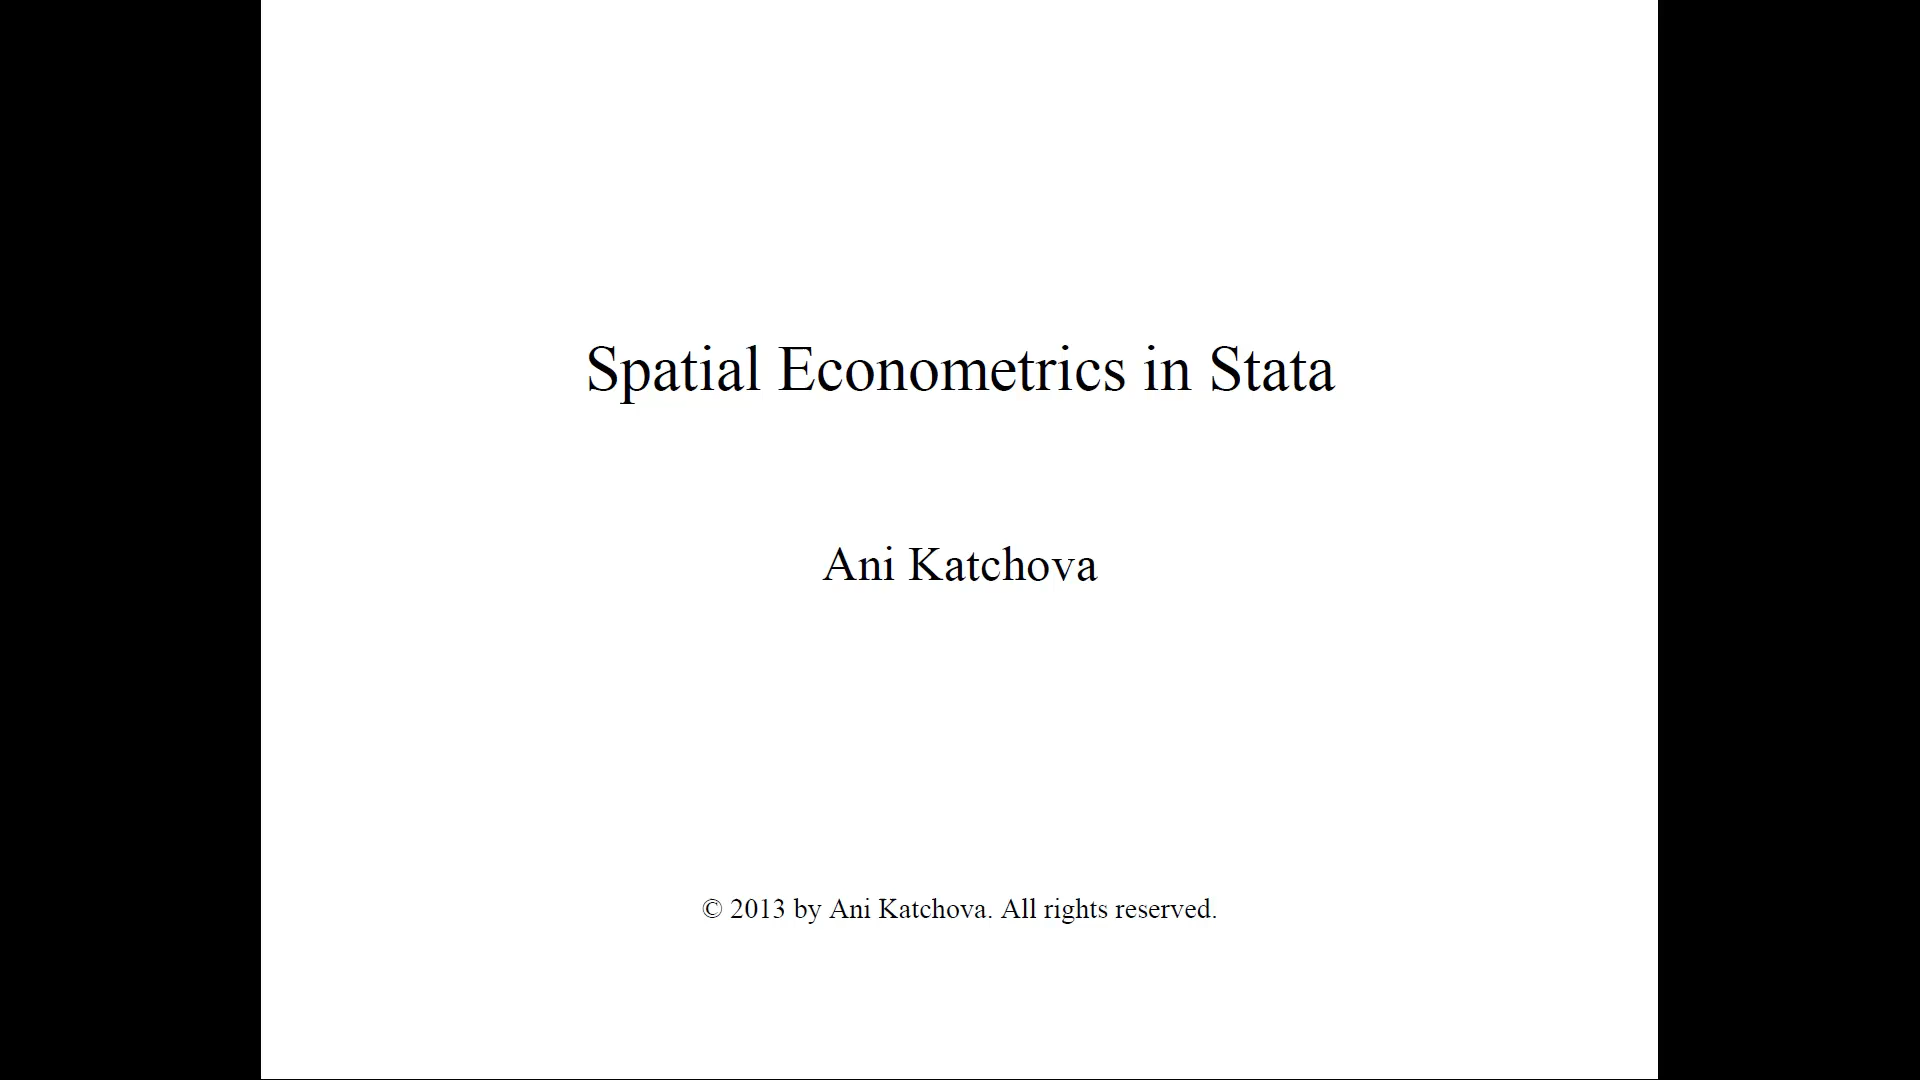 Spatial Econometrics in Stata
Ani Katchova
© 2013 by Ani Katchova. All rights reserved.